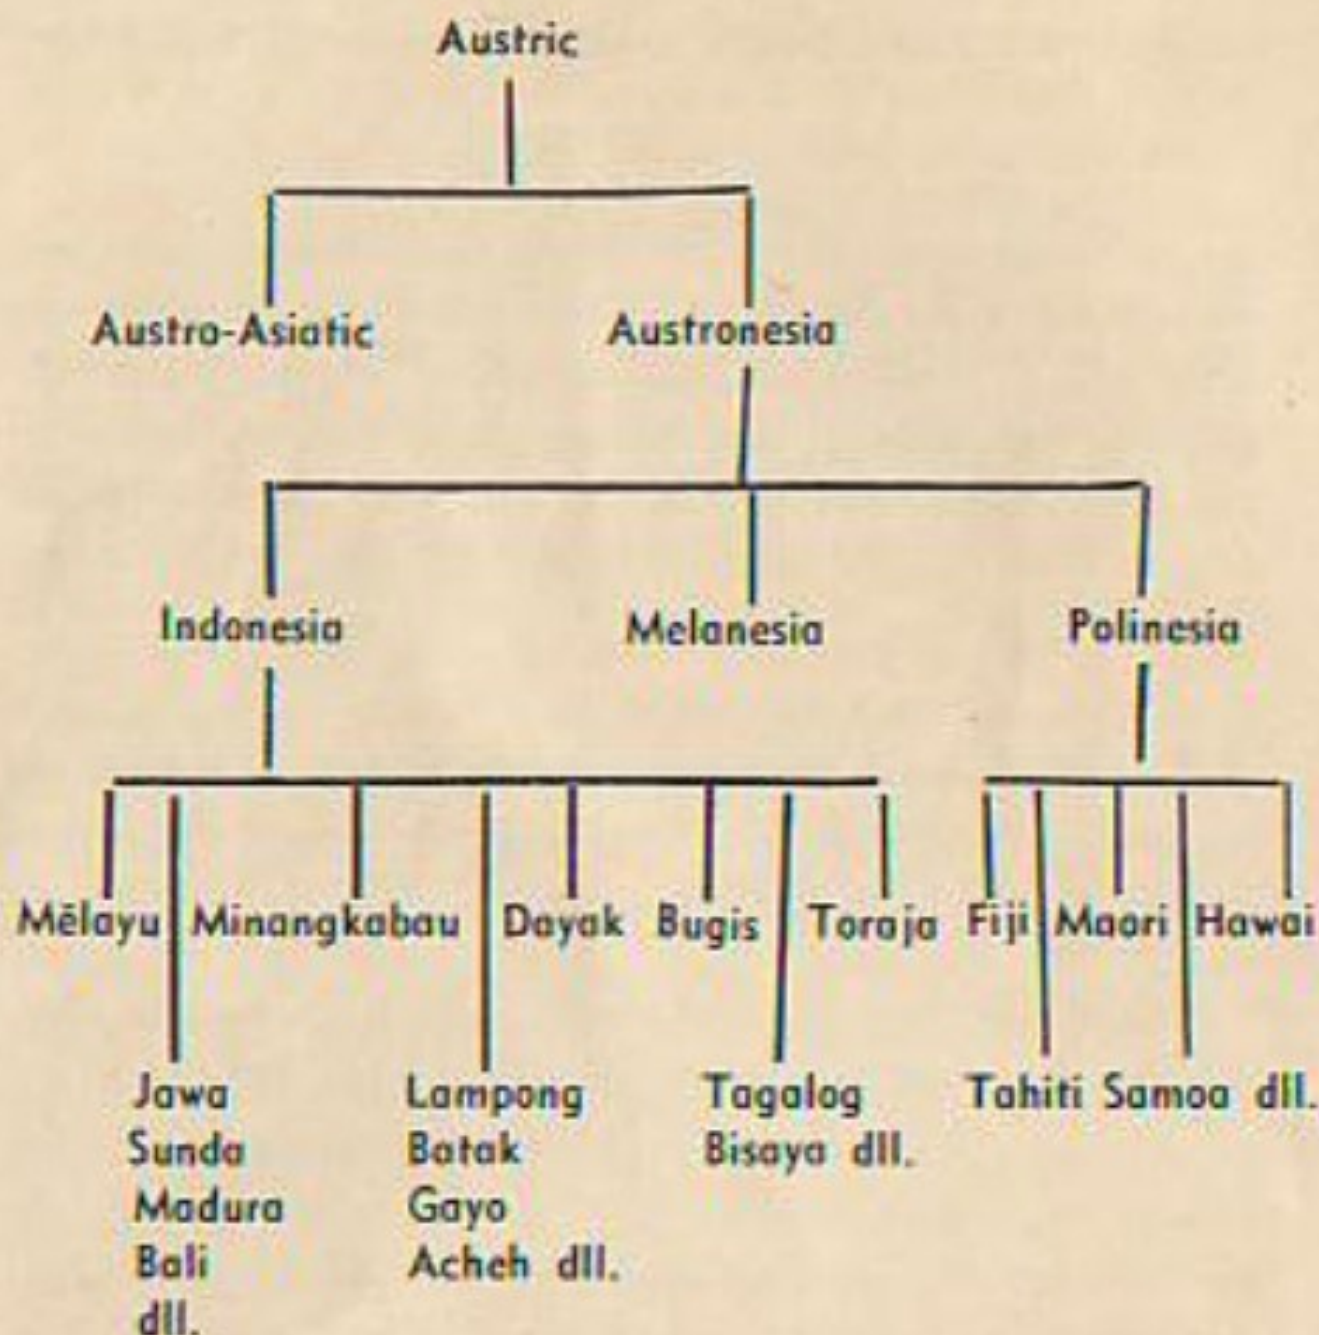 Austric
Austro-Asiatic Austronesia
Indonesia Melanesia Polinesia
Mělayu Minangkabau Dayak Bugis Toraja Fiji Maori Hawai
Jawa Lampong Tagalog Tahiti Samoa dll.
Sunda Batak Bisaya dll.
Madura Gayo
Bali Acheh dll.
dll.